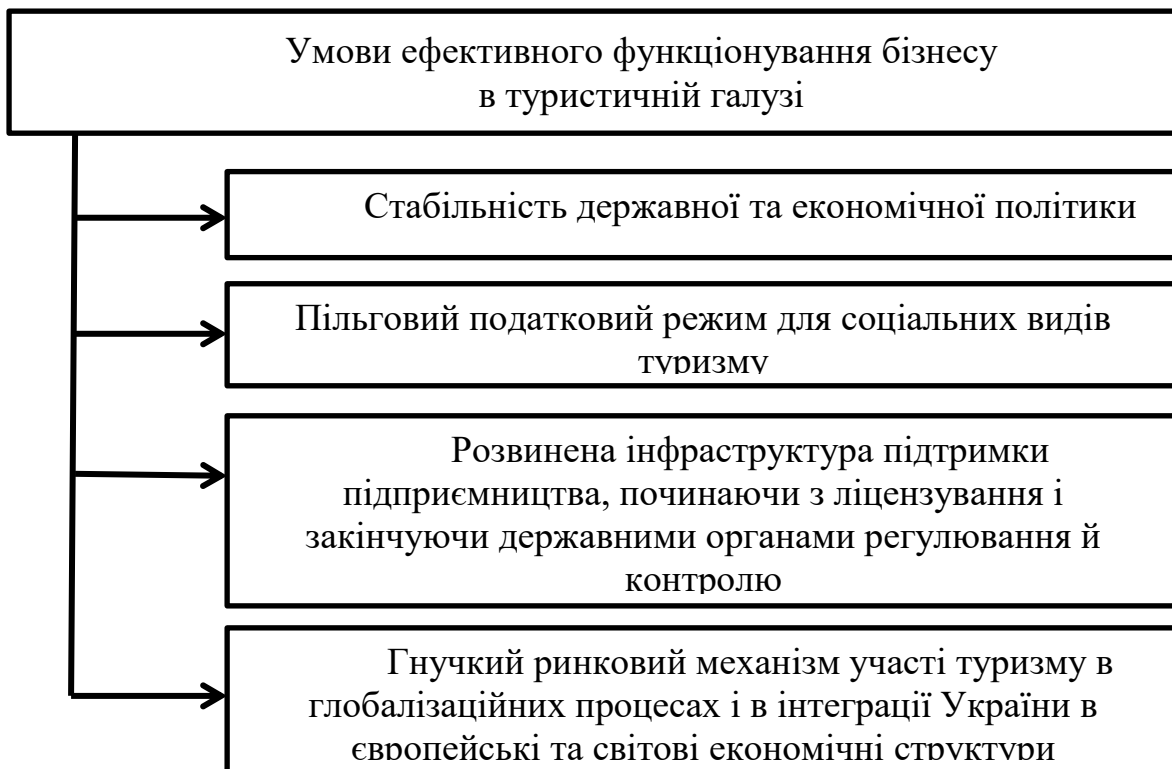 Умови ефективного функціонування бізнесу
в туристичній галузі
Стабільність державної та економічної політики
Пільговий податковий режим для соціальних видів
туризму
Розвинена інфраструктура підтримки
підприємництва, починаючи з ліцензування і
закінчуючи державними органами регулювання й
контролю
Гнучкий ринковий механізм участі туризму в
глобалізаційних процесах і в інтеграції України в
європейські та світові економічні структури